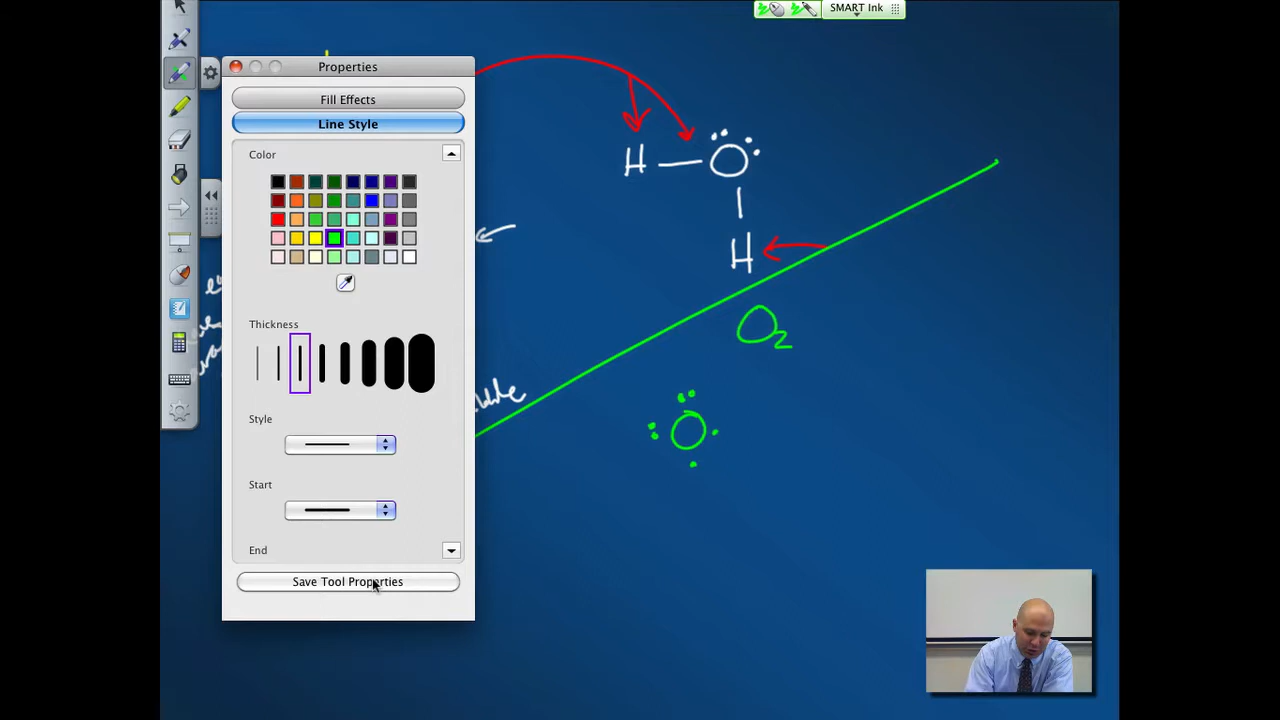 SMART Ink
Properties
Fill Effects
Line Style
Color
H — O
H
O2
Thickness
Style
O
Start
End
Save Tool Properties